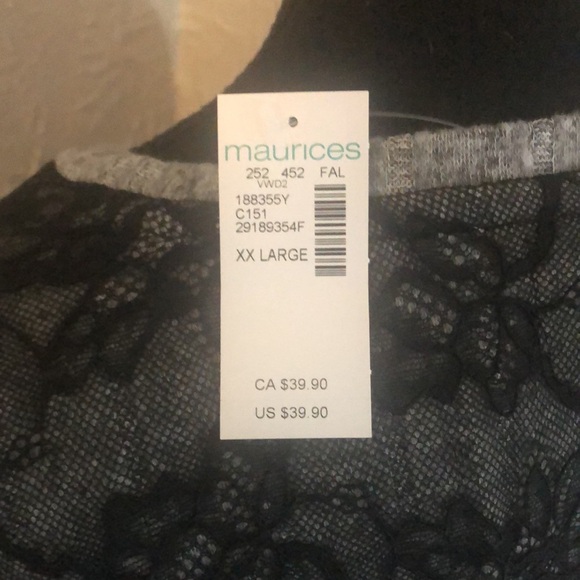 maurices
252 452 FAL
VWD2
188355Y
C151
29189354F
XX LARGE
CA $39.90
US $39.90